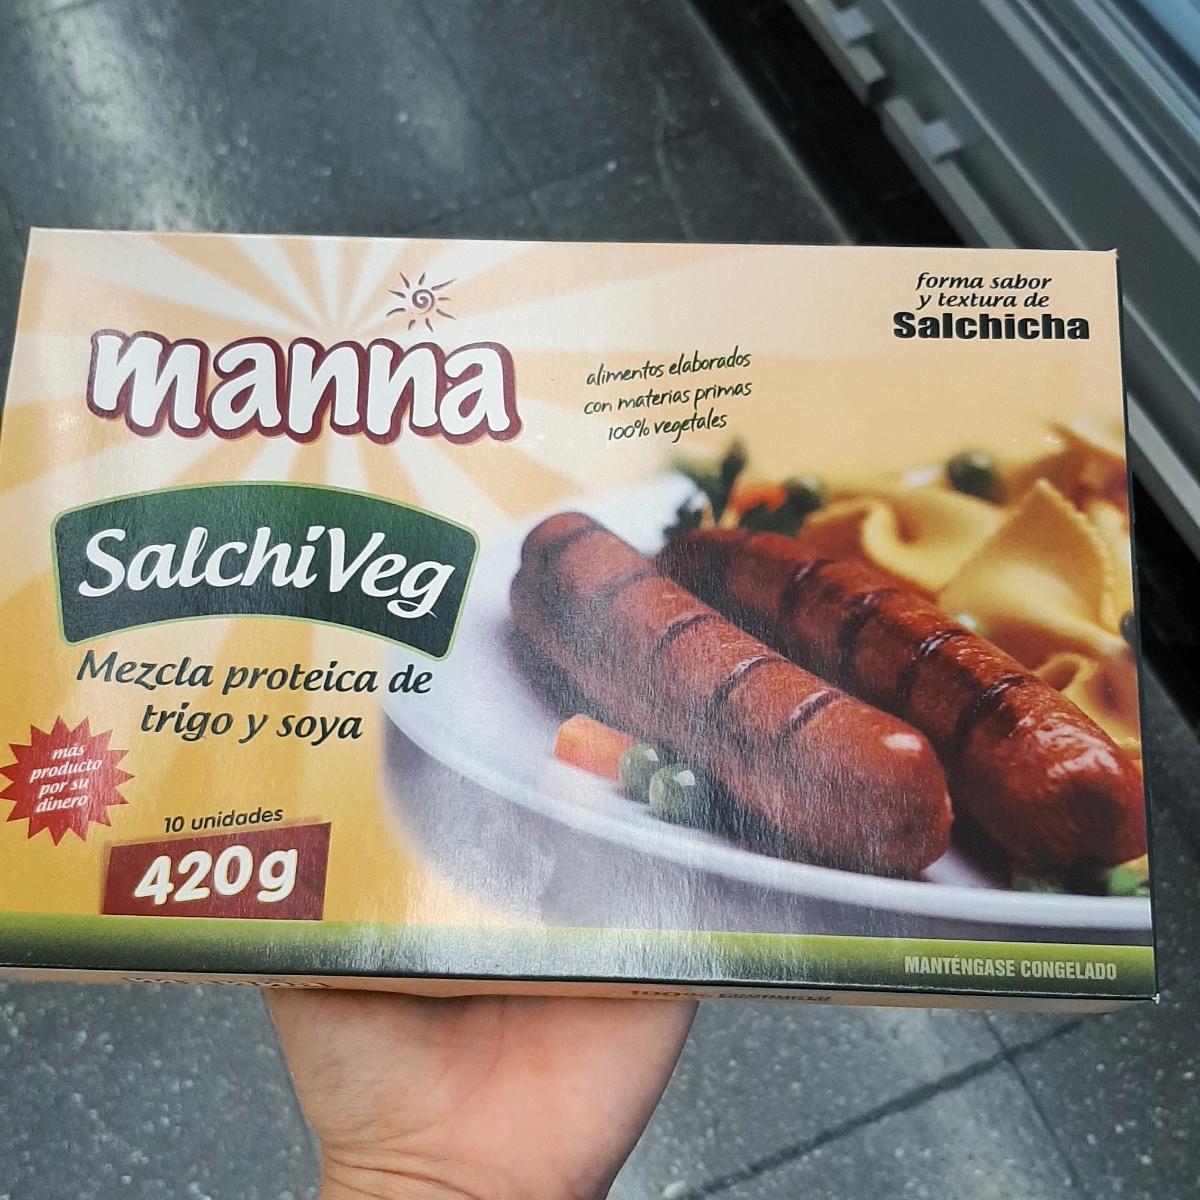 forma sabor
y textura de
Salchicha
manna
alimentos elaborados
con materias primas
100% vegetales
SalchiVeg
Mezcla proteica de
trigo y soya
más
producto
por su
dinero
10 unidades
420g
MANTÉNGASE CONGELADO